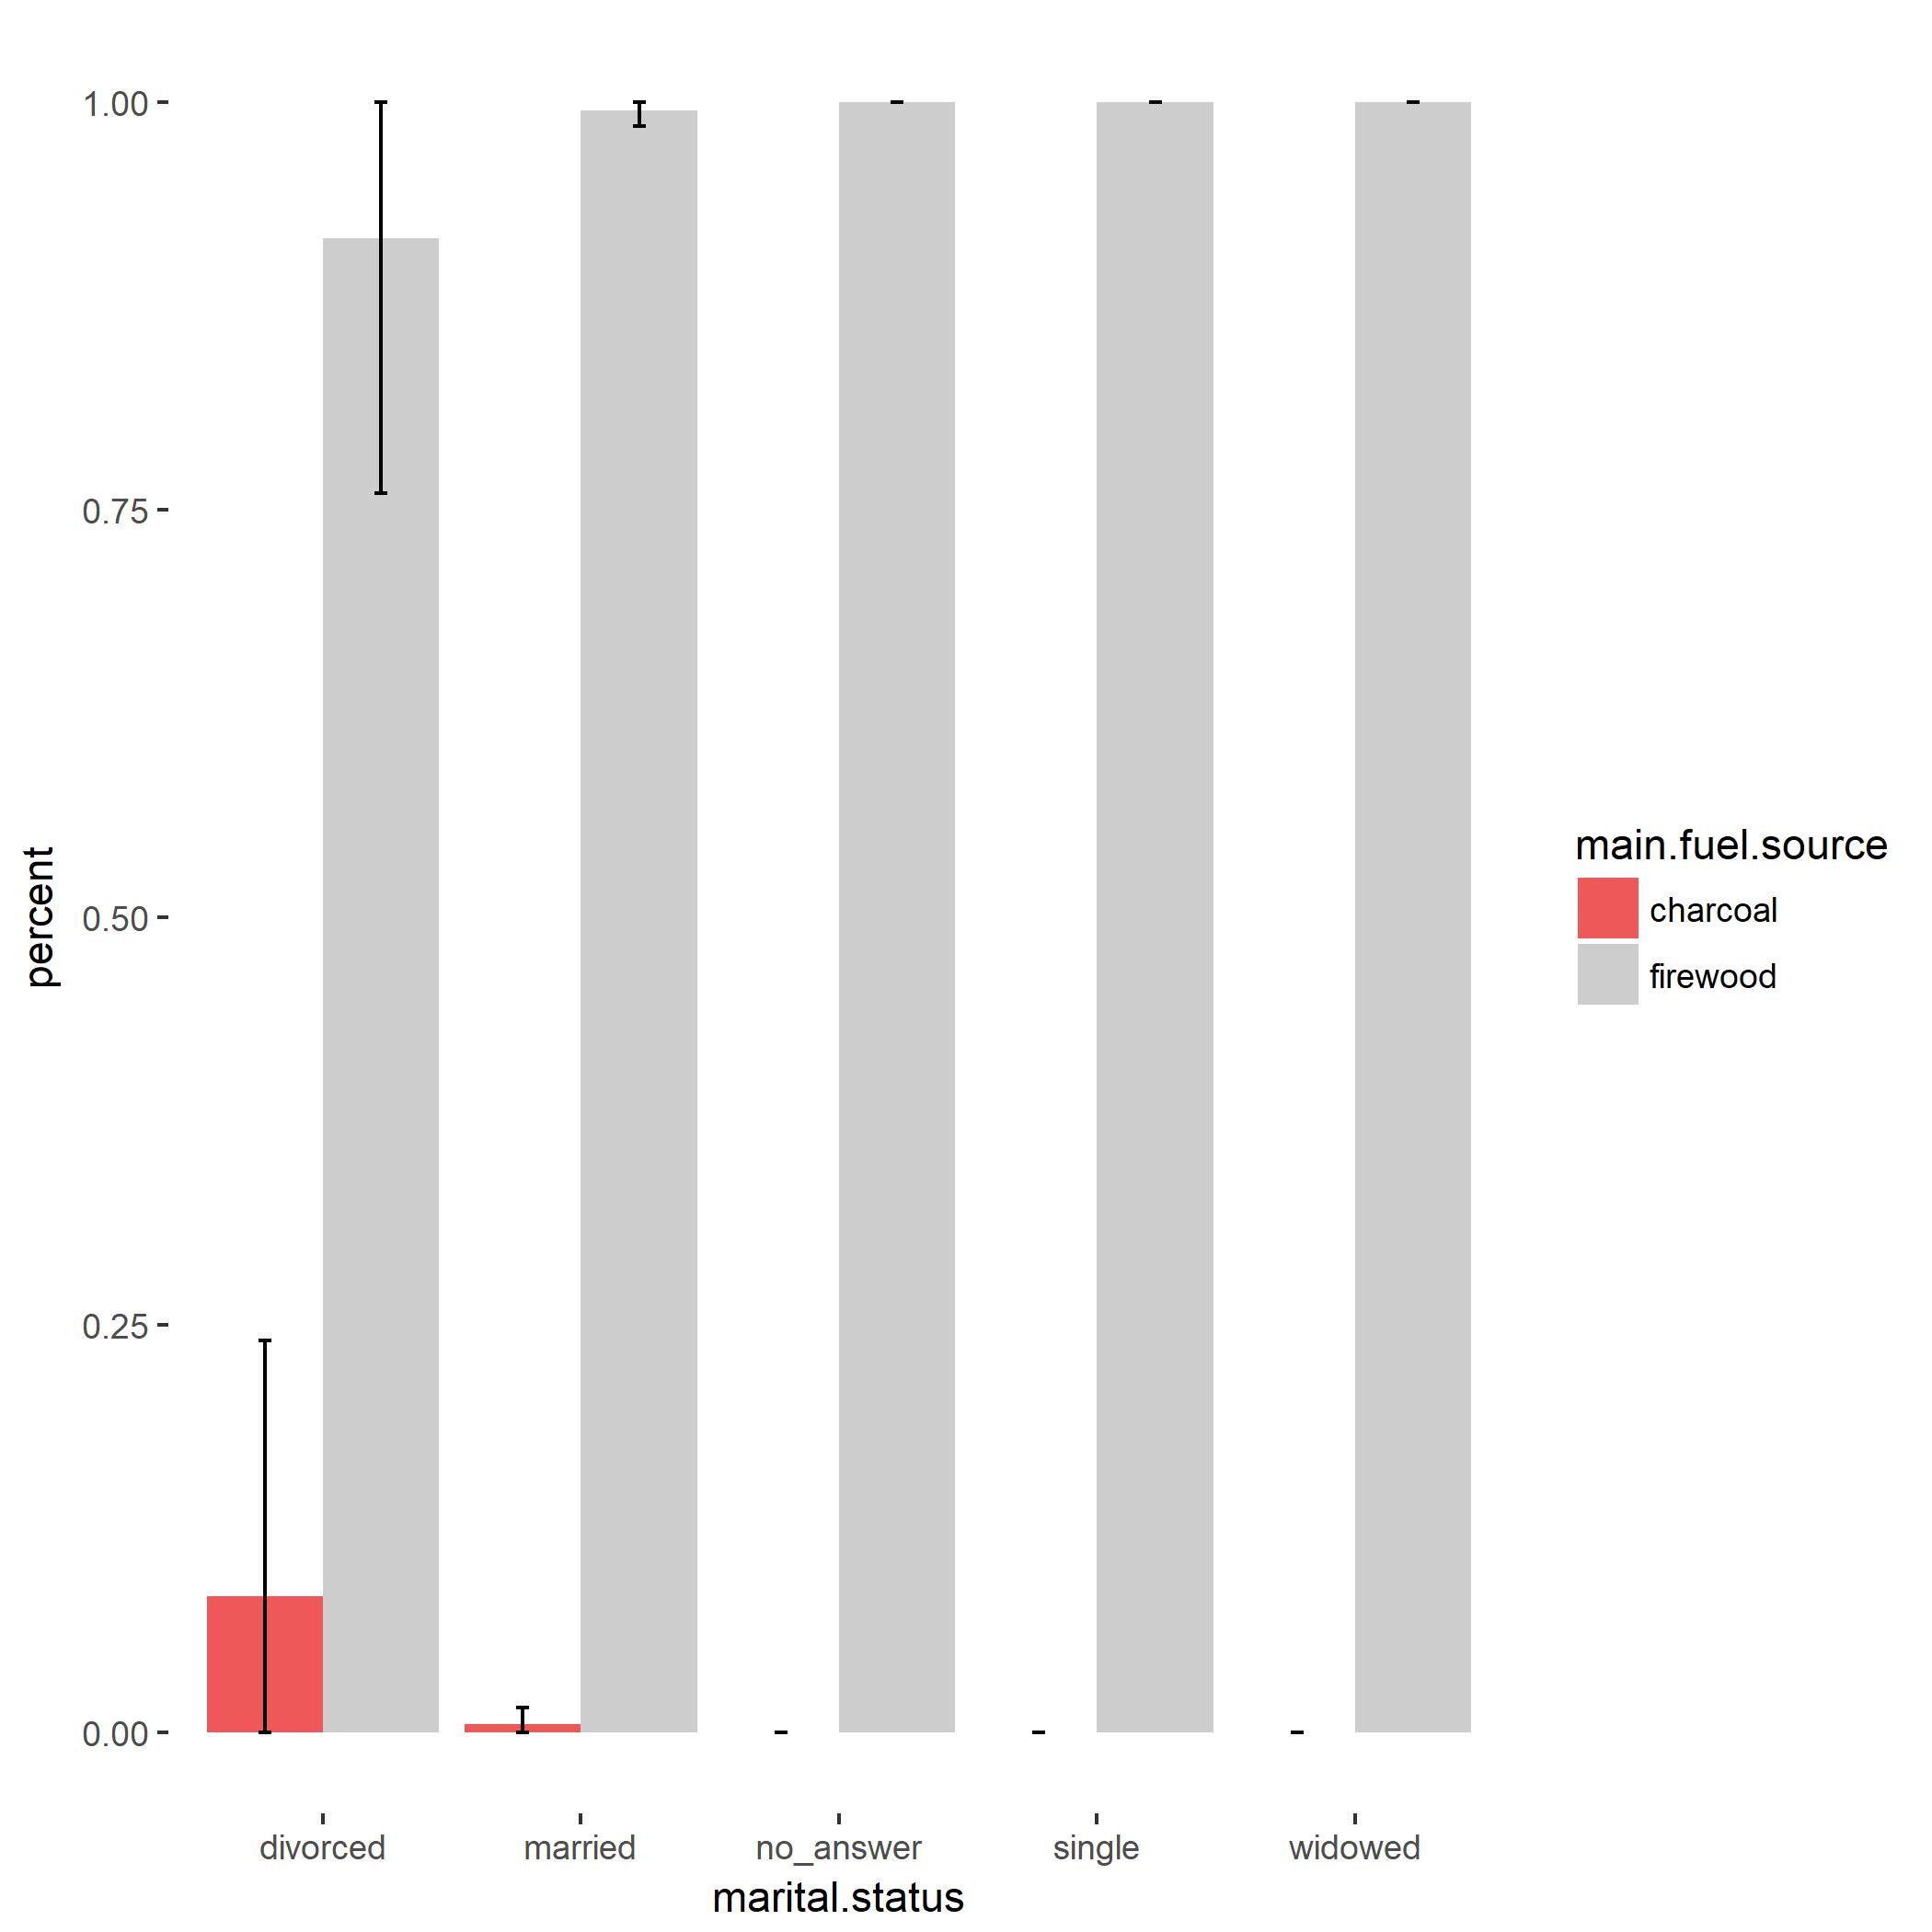 1.00
0.75
0.50
0.25
0.00
percent
divorced married no_answer single widowed
marital.status
main.fuel.source
charcoal
firewood